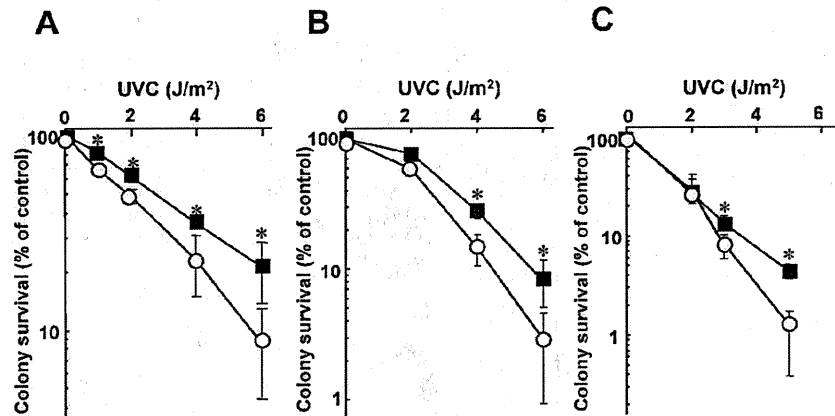 A
UVC (J/m²)
0 2 4 6
100
* * * *
10
Colony survival (% of control)
B
UVC (J/m²)
0 2 4 6
100
* *
10
1
Colony survival (% of control)
C
UVC (J/m²)
0 2 4 6
100
* *
10
1
Colony survival (% of control)